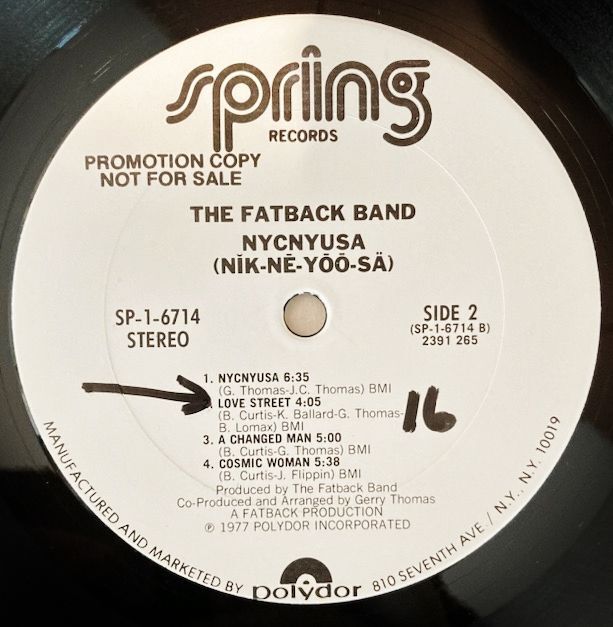 spring
RECORDS
PROMOTION COPY
NOT FOR SALE
THE FATBACK BAND
NYCNYUSA
(NĬK-NĒ-YŌŌ-SÄ)
SP-1-6714
STEREO
SIDE 2
(SP-1-6714 B)
2391 265
1. NYCNYUSA 6:35
(G. Thomas-J.C. Thomas) BMI
LOVE STREET 4:05
(B. Curtis-K. Ballard-G. Thomas-
B. Lomax) BMI
16
3. A CHANGED MAN 5:00
(B. Curtis-G. Thomas) BMI
4. COSMIC WOMAN 5:38
(B. Curtis-J. Flippin) BMI
Produced by The Fatback Band
Co-Produced and Arranged by Gerry Thomas
A FATBACK PRODUCTION
℗ 1977 POLYDOR INCORPORATED
MANUFACTURED AND MARKETED BY polydor 810 SEVENTH AVE. / N.Y., N.Y. 10019